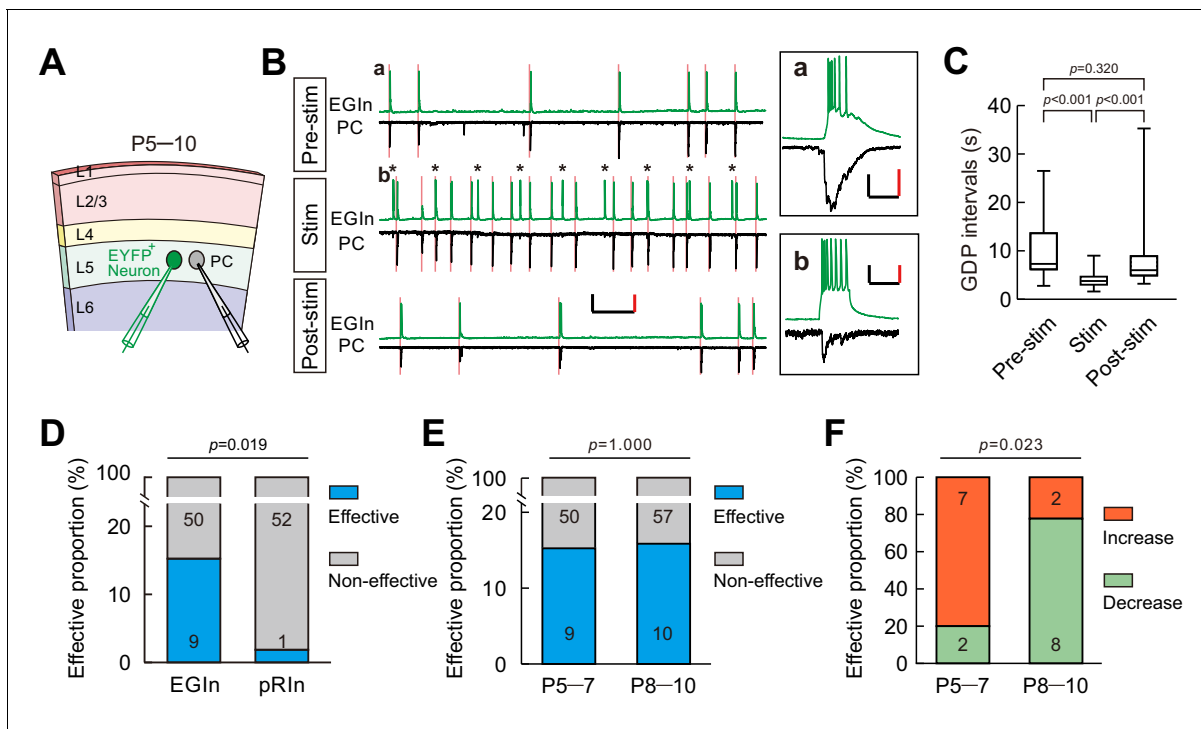 A
P5—10
L1
L2/3
L4
EYFP+
Neuron
PC
L5
L6
B
Pre-stim
a
EGIn
PC
Stim
* * * * * * * * *
b
EGIn
PC
Post-stim
EGIn
PC
a
b
C
p=0.320
p<0.001 p<0.001
GDP intervals (s)
40
30
20
10
0
Pre-stim
Stim
Post-stim
D
p=0.019
Effective proportion (%)
100
20
10
0
50 52
9 1
EGIn pRIn
Effective
Non-effective
E
p=1.000
Effective proportion (%)
100
20
10
0
50 57
9 10
P5—7 P8—10
Effective
Non-effective
F
p=0.023
Effective proportion (%)
100
80
60
40
20
0
7 2
2 8
P5—7 P8—10
Increase
Decrease